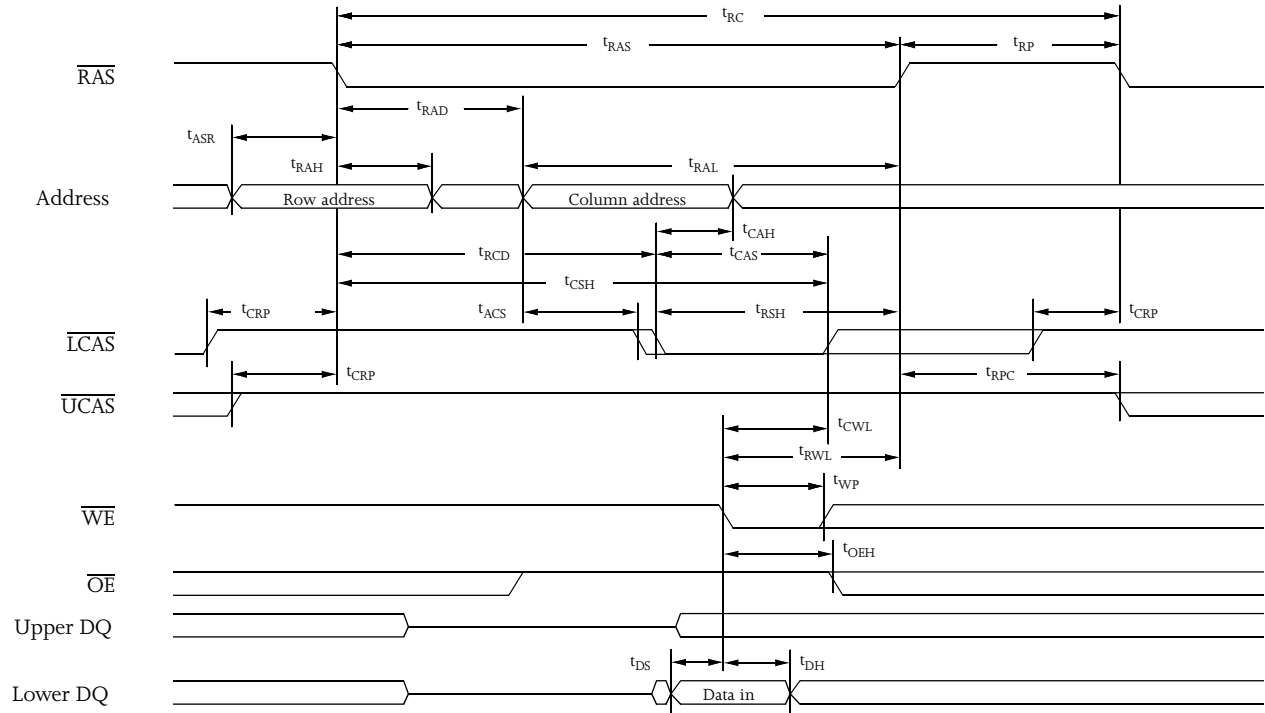 tRC
tRAS
tRP
RAS
tRAD
tASR
tRAH
tRAL
Address
Row address
Column address
tCAH
tRCD
tCAS
tCSH
tCRP
tACS
tRSH
tCRP
LCAS
tCRP
tRPC
UCAS
tCWL
tRWL
tWP
WE
tOEH
OE
Upper DQ
tDS
tDH
Lower DQ
Data in